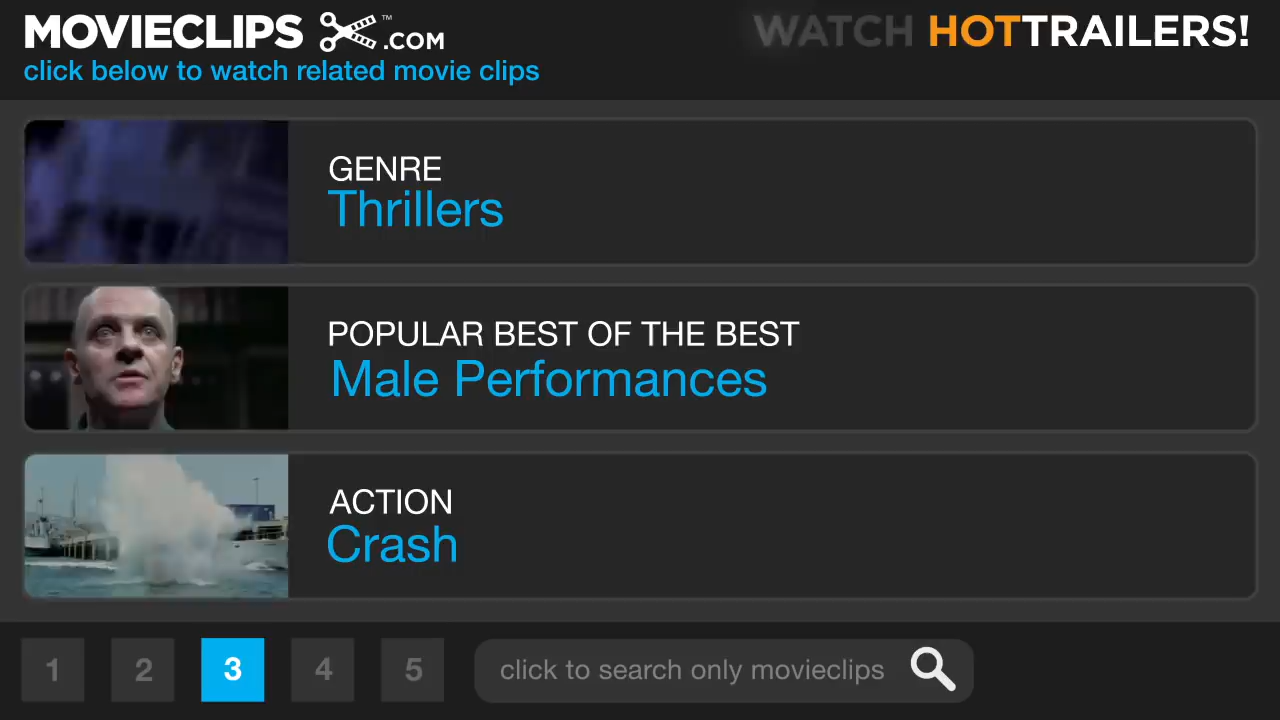 MOVIECLIPS ™ .COM
WATCH HOTTRAILERS!
click below to watch related movie clips
GENRE
Thrillers
POPULAR BEST OF THE BEST
Male Performances
ACTION
Crash
1 2 3 4 5
click to search only movieclips